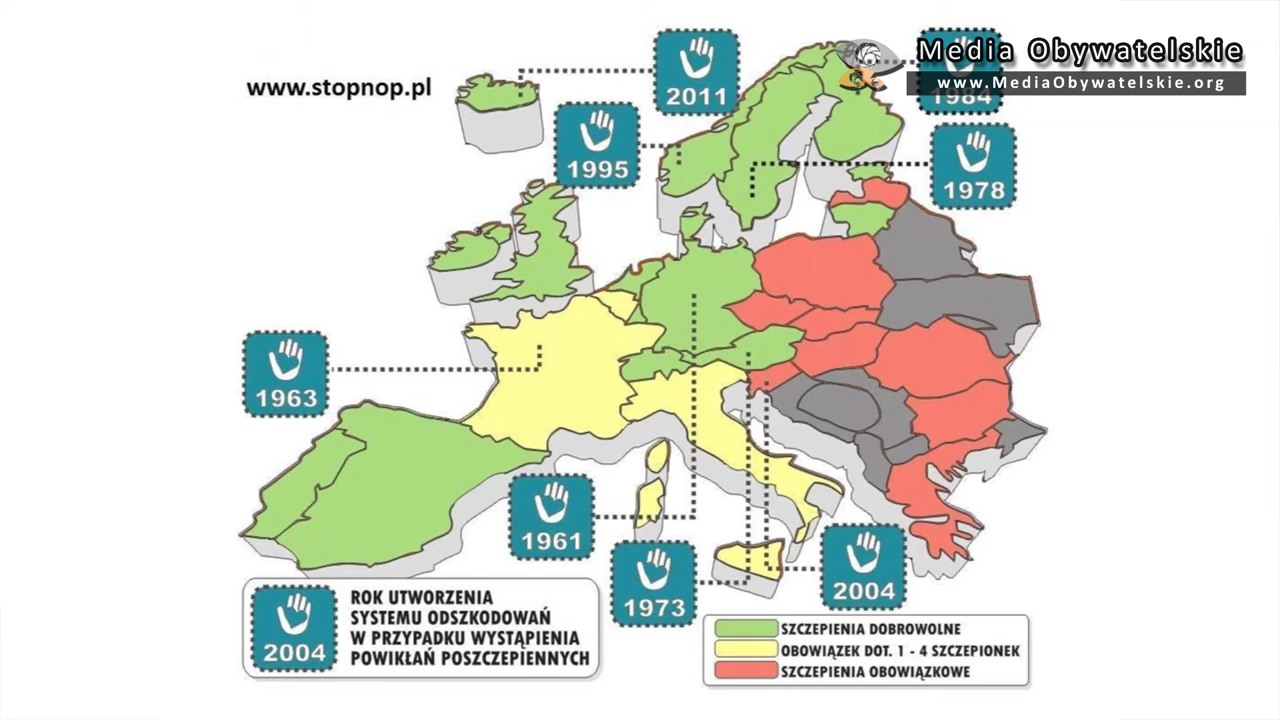 Media Obywatelskie
www.MediaObywatelskie.org
www.stopnop.pl
2011
1984
1995
1978
1963
1961
1973
2004
2004
ROK UTWORZENIA
SYSTEMU ODSZKODOWAŃ
W PRZYPADKU WYSTĄPIENIA
POWIKŁAŃ POSZCZEPIENNYCH
SZCZEPIENIA DOBROWOLNE
OBOWIĄZEK DOT. 1 - 4 SZCZEPIONEK
SZCZEPIENIA OBOWIĄZKOWE